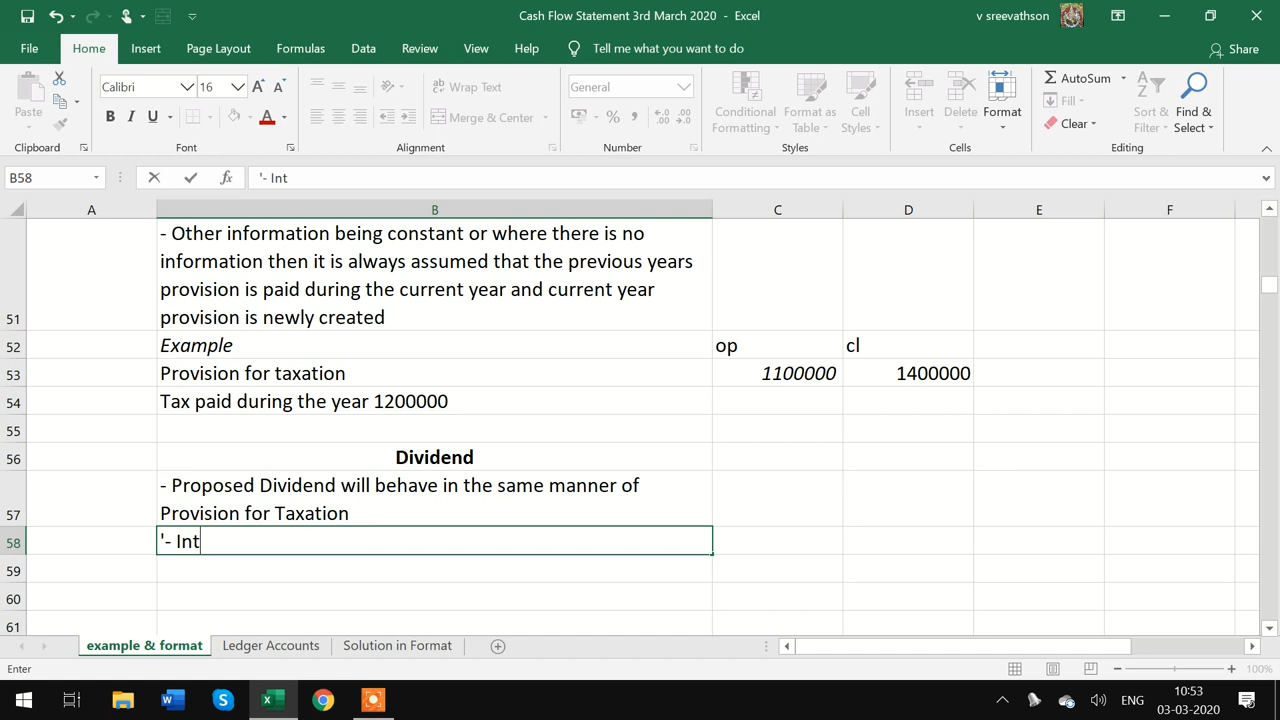 Cash Flow Statement 3rd March 2020 - Excel
v sreevathson
File Home Insert Page Layout Formulas Data Review View Help Tell me what you want to do Share
Paste
Clipboard
Calibri 16
B I U A
Font
Wrap Text
Merge & Center
Alignment
General
Number
Conditional Formatting
Format as Table
Cell Styles
Styles
Insert Delete Format
Cells
AutoSum
Fill
Clear
Sort & Filter
Find & Select
Editing
B58 fx '- Int
A B C D E F
51 - Other information being constant or where there is no
information then it is always assumed that the previous years
provision is paid during the current year and current year
provision is newly created
52 Example op cl
53 Provision for taxation 1100000 1400000
54 Tax paid during the year 1200000
55
56 Dividend
57 - Proposed Dividend will behave in the same manner of
Provision for Taxation
58 '- Int
59
60
61
example & format Ledger Accounts Solution in Format
Enter 100%
ENG
10:53
03-03-2020